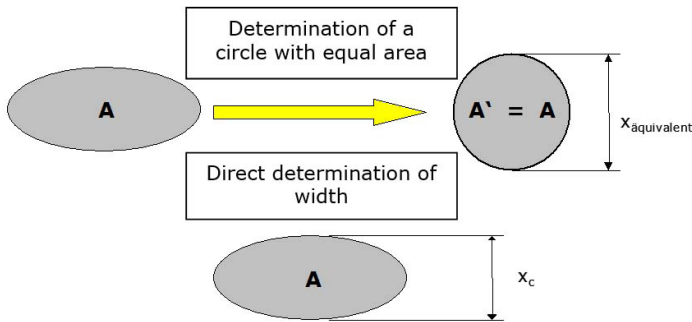 Determination of a
circle with equal area
A
A‘ = A
xäquivalent
Direct determination of
width
A
xc